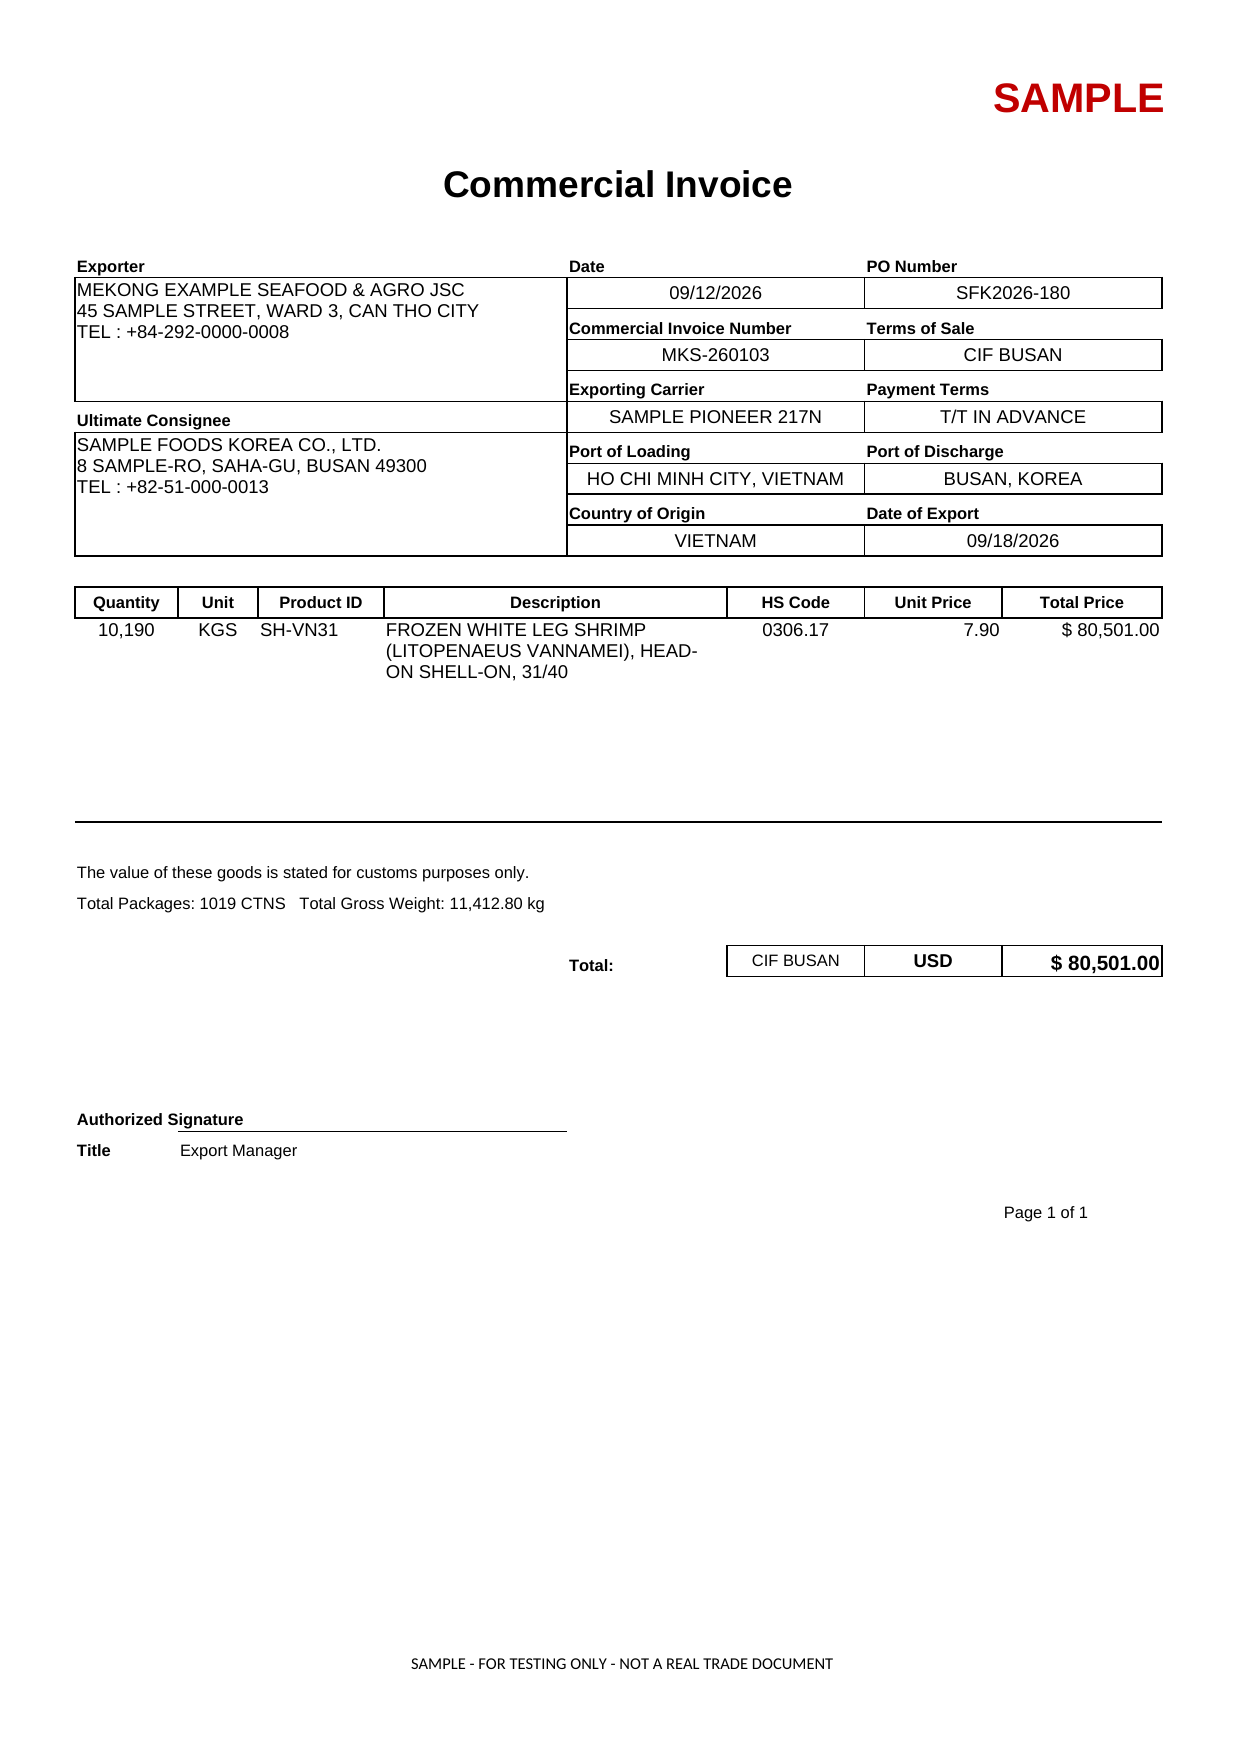 SAMPLE
Commercial Invoice
Exporter
MEKONG EXAMPLE SEAFOOD & AGRO JSC
45 SAMPLE STREET, WARD 3, CAN THO CITY
TEL : +84-292-0000-0008
Date PO Number
09/12/2026 SFK2026-180
Commercial Invoice Number Terms of Sale
MKS-260103 CIF BUSAN
Exporting Carrier Payment Terms
SAMPLE PIONEER 217N T/T IN ADVANCE
Ultimate Consignee
SAMPLE FOODS KOREA CO., LTD.
8 SAMPLE-RO, SAHA-GU, BUSAN 49300
TEL : +82-51-000-0013
Port of Loading Port of Discharge
HO CHI MINH CITY, VIETNAM BUSAN, KOREA
Country of Origin Date of Export
VIETNAM 09/18/2026
Quantity Unit Product ID Description HS Code Unit Price Total Price
10,190 KGS SH-VN31 FROZEN WHITE LEG SHRIMP 0306.17 7.90 $ 80,501.00
(LITOPENAEUS VANNAMEI), HEAD-
ON SHELL-ON, 31/40
The value of these goods is stated for customs purposes only.
Total Packages: 1019 CTNS Total Gross Weight: 11,412.80 kg
Total: CIF BUSAN USD $ 80,501.00
Authorized Signature
Title Export Manager
Page 1 of 1
SAMPLE - FOR TESTING ONLY - NOT A REAL TRADE DOCUMENT